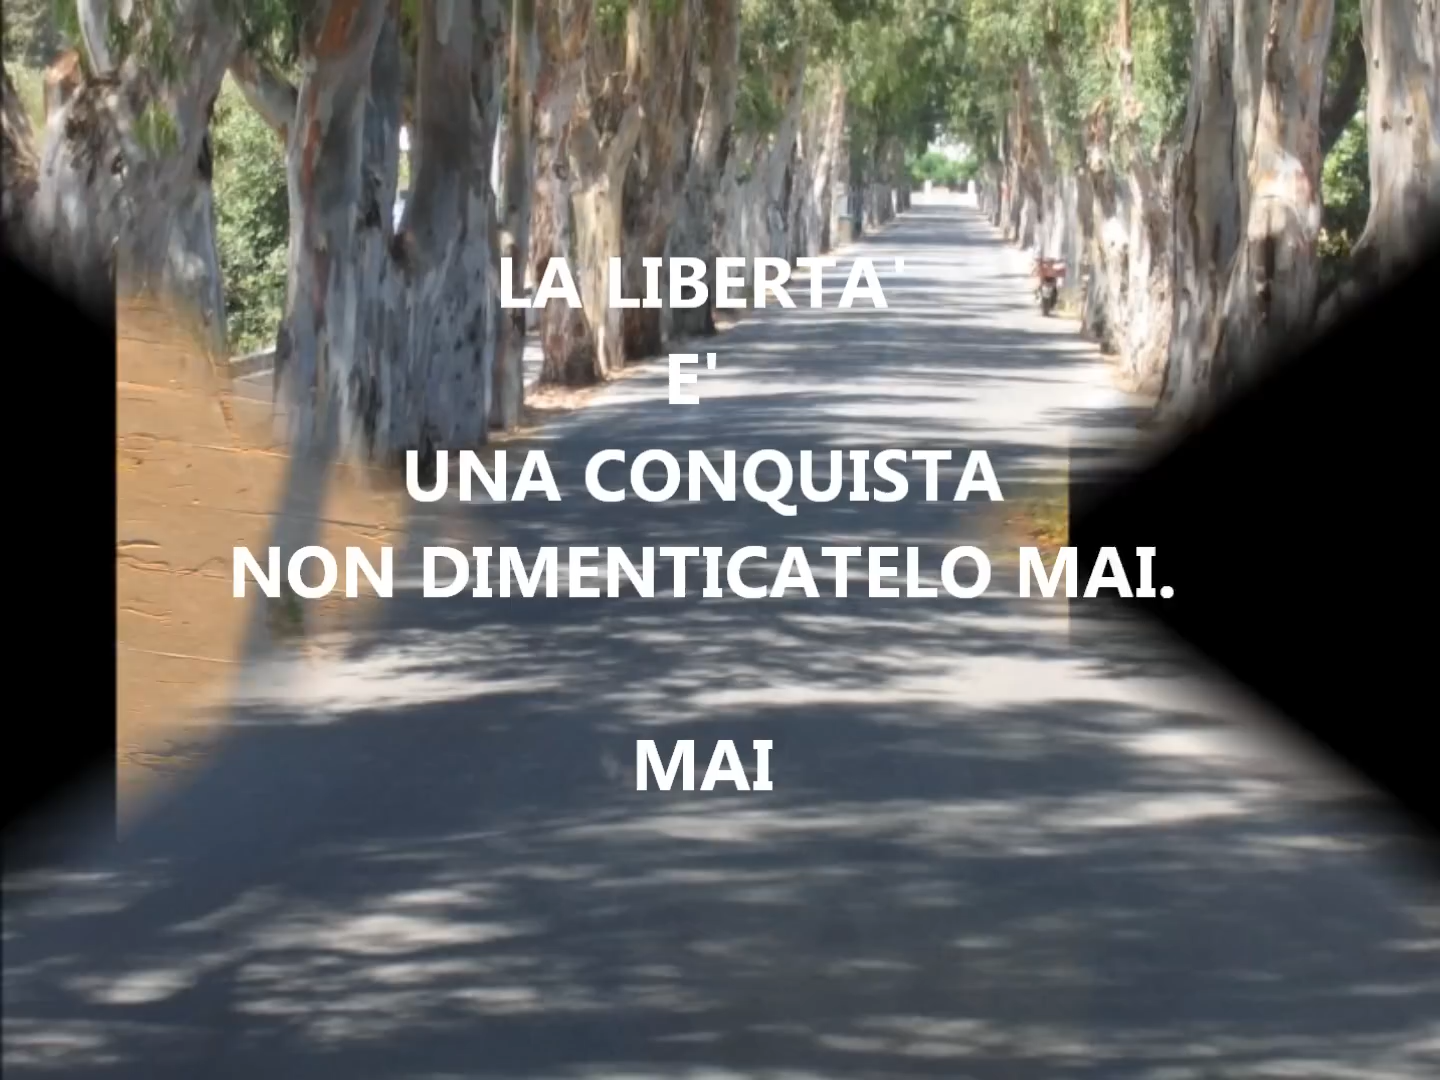 LA LIBERTA'
E'
UNA CONQUISTA
NON DIMENTICATELO MAI.
MAI